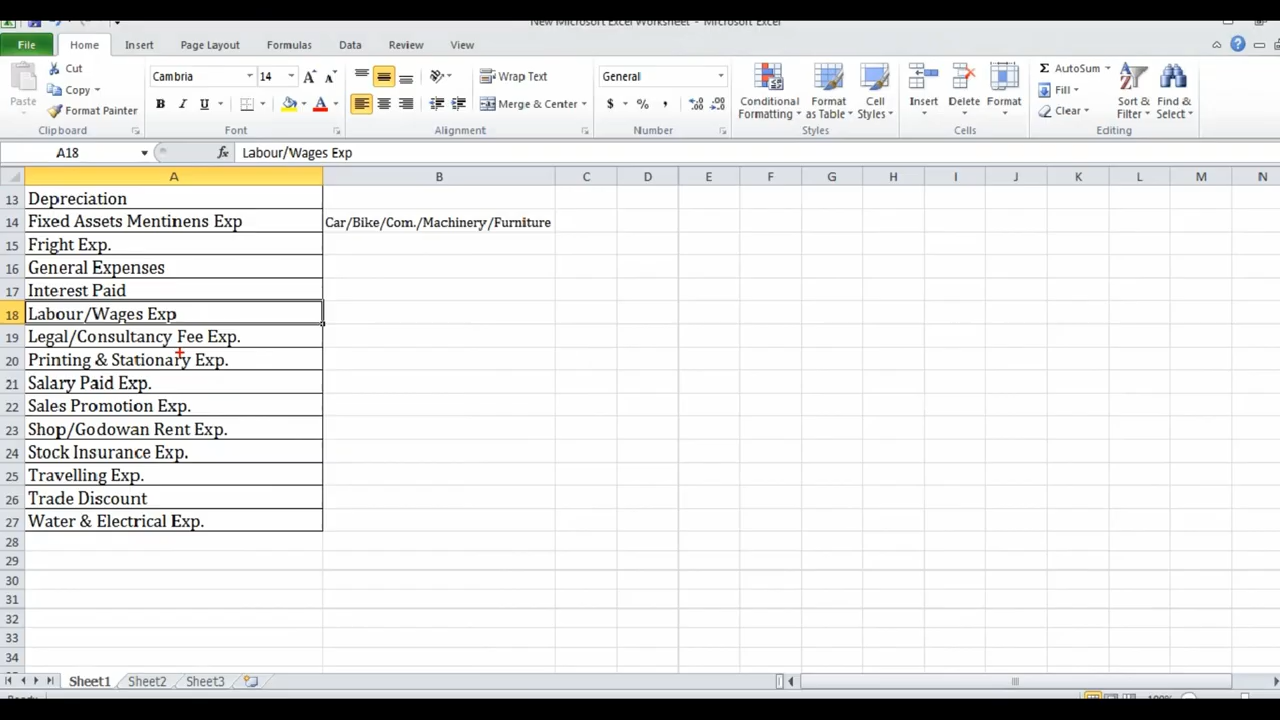 New Microsoft Excel Worksheet - Microsoft Excel
File Home Insert Page Layout Formulas Data Review View
Cut
Copy
Format Painter
Paste
Clipboard
Cambria 14 A A
B I U A
Font
Wrap Text
Merge & Center
Alignment
General
$ % ,
Number
Conditional Formatting
Format as Table
Cell Styles
Styles
Insert Delete Format
Cells
Σ AutoSum
Fill
Clear
Sort & Filter
Find & Select
Editing
A18 fx Labour/Wages Exp
A B C D E F G H I J K L M N
13 Depreciation
14 Fixed Assets Mentinens Exp Car/Bike/Com./Machinery/Furniture
15 Fright Exp.
16 General Expenses
17 Interest Paid
18 Labour/Wages Exp
19 Legal/Consultancy Fee Exp.
20 Printing & Stationary Exp.
21 Salary Paid Exp.
22 Sales Promotion Exp.
23 Shop/Godowan Rent Exp.
24 Stock Insurance Exp.
25 Travelling Exp.
26 Trade Discount
27 Water & Electrical Exp.
28
29
30
31
32
33
34
Sheet1 Sheet2 Sheet3